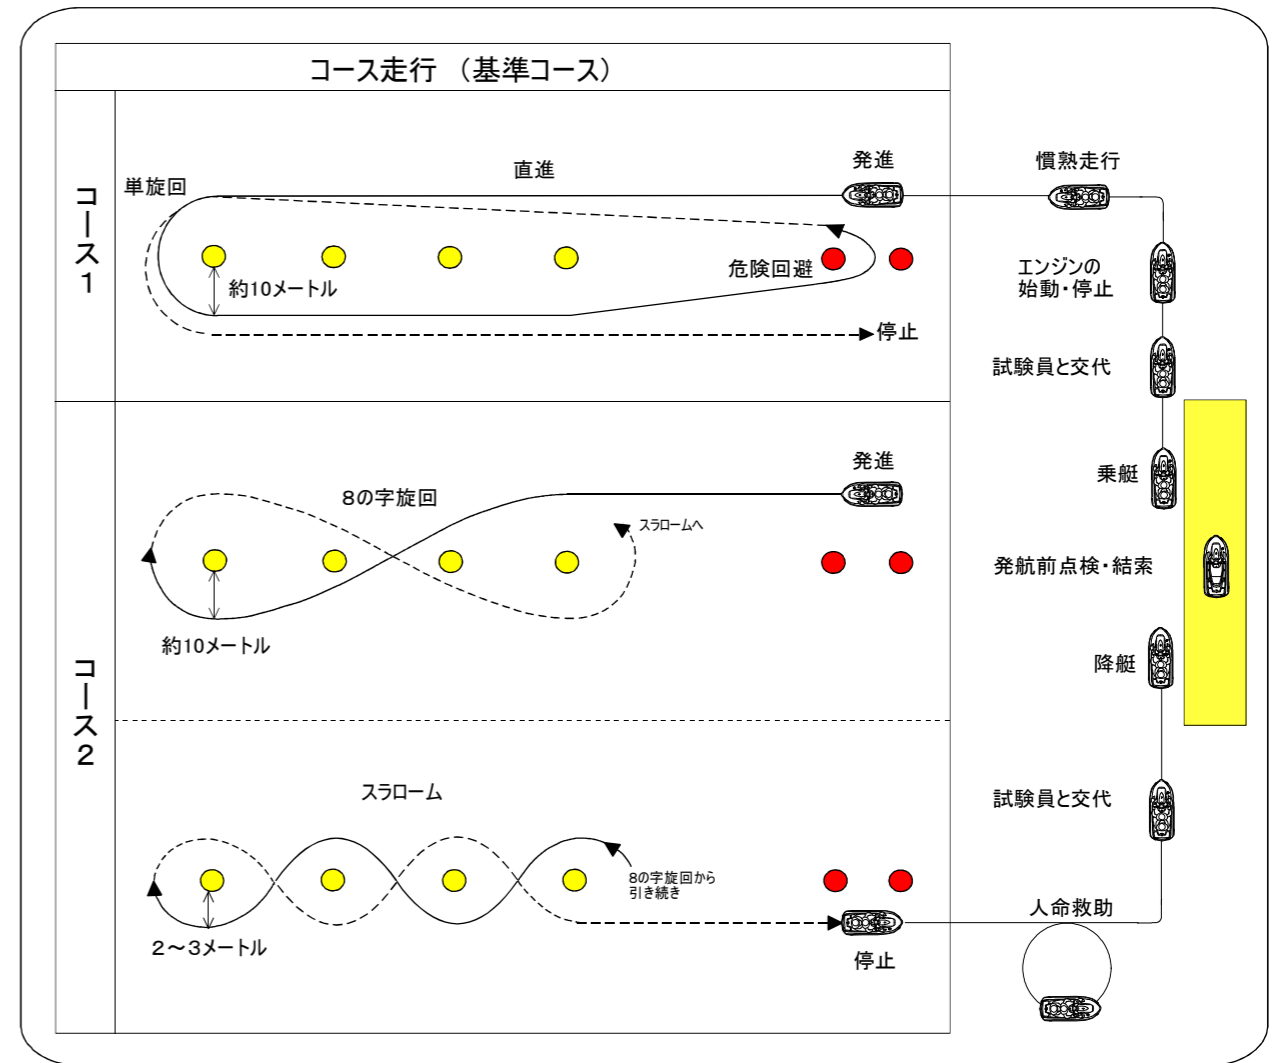 コース走行 （基準コース）
コース１
発進
慣熟走行
直進
単旋回
エンジンの
始動・停止
危険回避
約10メートル
停止
試験員と交代
コース２
発進
乗艇
８の字旋回
スラロームへ
発航前点検・結索
約10メートル
降艇
スラローム
試験員と交代
8の字旋回から
引き続き
人命救助
２～３メートル
停止